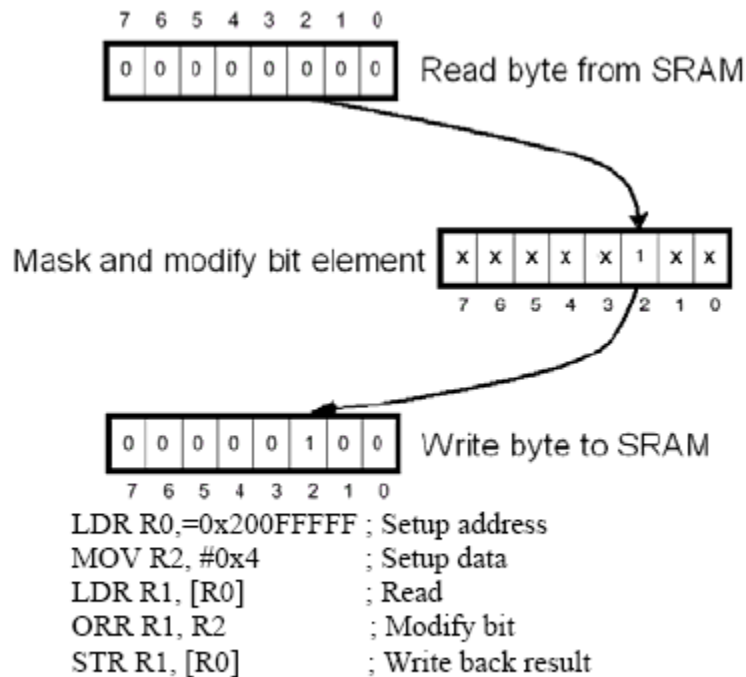 7 6 5 4 3 2 1 0
0 0 0 0 0 0 0 0 Read byte from SRAM
Mask and modify bit element x x x x x 1 x x
7 6 5 4 3 2 1 0
0 0 0 0 0 1 0 0 Write byte to SRAM
7 6 5 4 3 2 1 0
LDR R0,=0x200FFFFF ; Setup address
MOV R2, #0x4 ; Setup data
LDR R1, [R0] ; Read
ORR R1, R2 ; Modify bit
STR R1, [R0] ; Write back result